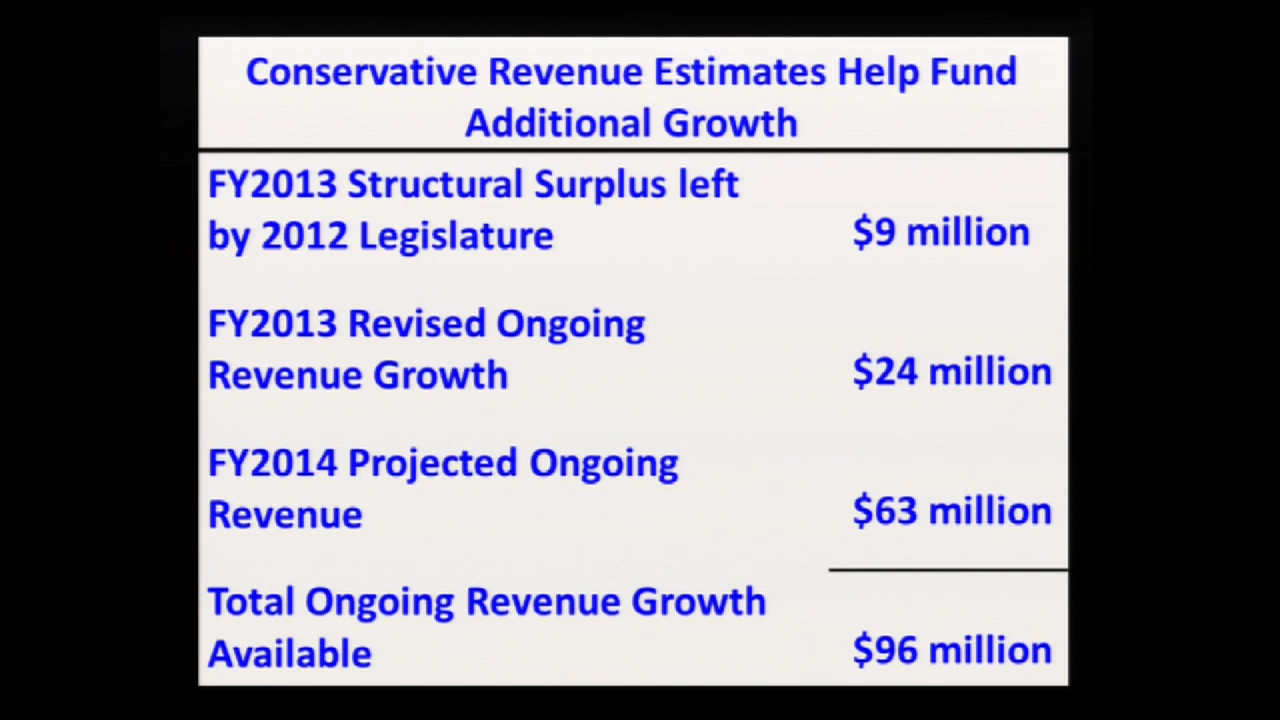 Conservative Revenue Estimates Help Fund
Additional Growth
FY2013 Structural Surplus left
by 2012 Legislature $9 million
FY2013 Revised Ongoing
Revenue Growth $24 million
FY2014 Projected Ongoing
Revenue $63 million
Total Ongoing Revenue Growth
Available $96 million